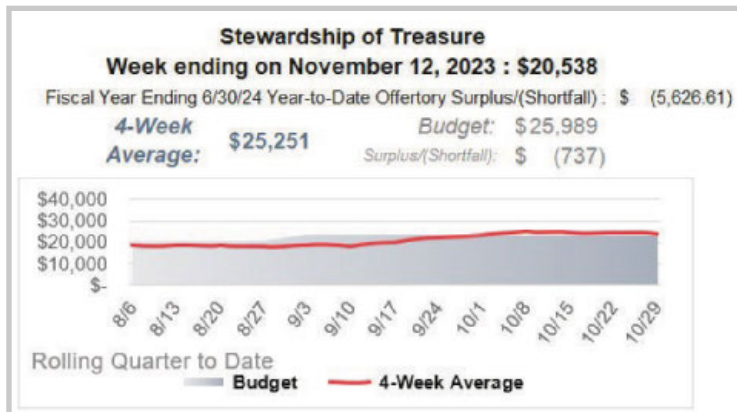 Stewardship of Treasure
Week ending on November 12, 2023 : $20,538
Fiscal Year Ending 6/30/24 Year-to-Date Offertory Surplus/(Shortfall) : $ (5,626.61)
4-Week Average: $25,251
Budget: $25,989
Surplus/(Shortfall): $ (737)
$40,000
$30,000
$20,000
$10,000
$-
8/6 8/13 8/20 8/27 9/3 9/10 9/17 9/24 10/1 10/8 10/15 10/22 10/29
Rolling Quarter to Date
Budget 4-Week Average